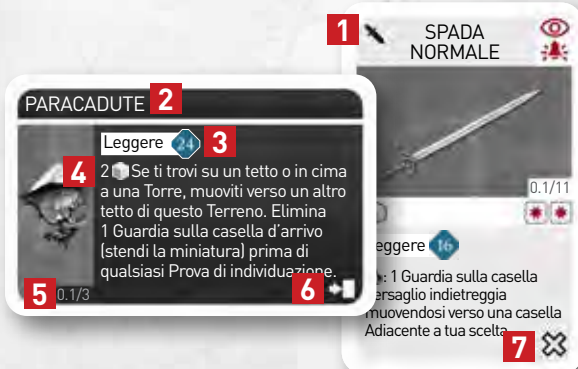 1
SPADA
NORMALE
0.1/11
16
: 1 Guardia sulla casella
indietreggia
muovendosi verso una casella
Adiacente a tua scelta
7
PARACADUTE 2
Leggere 24 3
4
2 Se ti trovi su un tetto o in cima
a una Torre, muoviti verso un altro
tetto di questo Terreno. Elimina
1 Guardia sulla casella d'arrivo
(stendi la miniatura) prima di
qualsiasi Prova di individuazione.
5 0.1/3
6